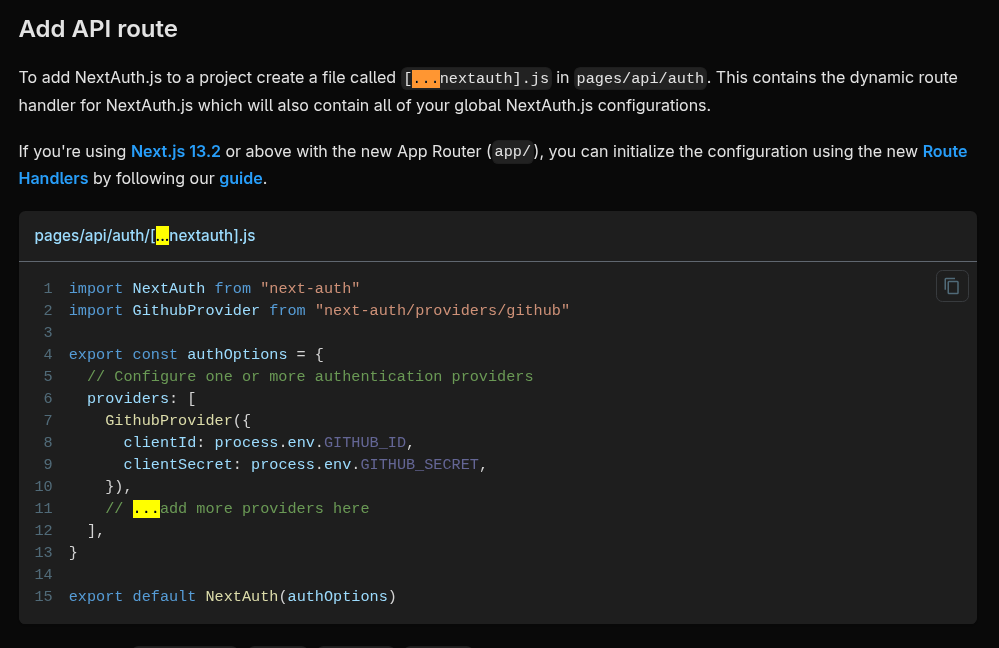 Add API route
To add NextAuth.js to a project create a file called [...nextauth].js in pages/api/auth. This contains the dynamic route
handler for NextAuth.js which will also contain all of your global NextAuth.js configurations.
If you're using Next.js 13.2 or above with the new App Router (app/), you can initialize the configuration using the new Route
Handlers by following our guide.
pages/api/auth/[...nextauth].js
1 import NextAuth from "next-auth"
2 import GithubProvider from "next-auth/providers/github"
3
4 export const authOptions = {
5   // Configure one or more authentication providers
6   providers: [
7     GithubProvider({
8       clientId: process.env.GITHUB_ID,
9       clientSecret: process.env.GITHUB_SECRET,
10     }),
11     // ...add more providers here
12   ],
13 }
14
15 export default NextAuth(authOptions)